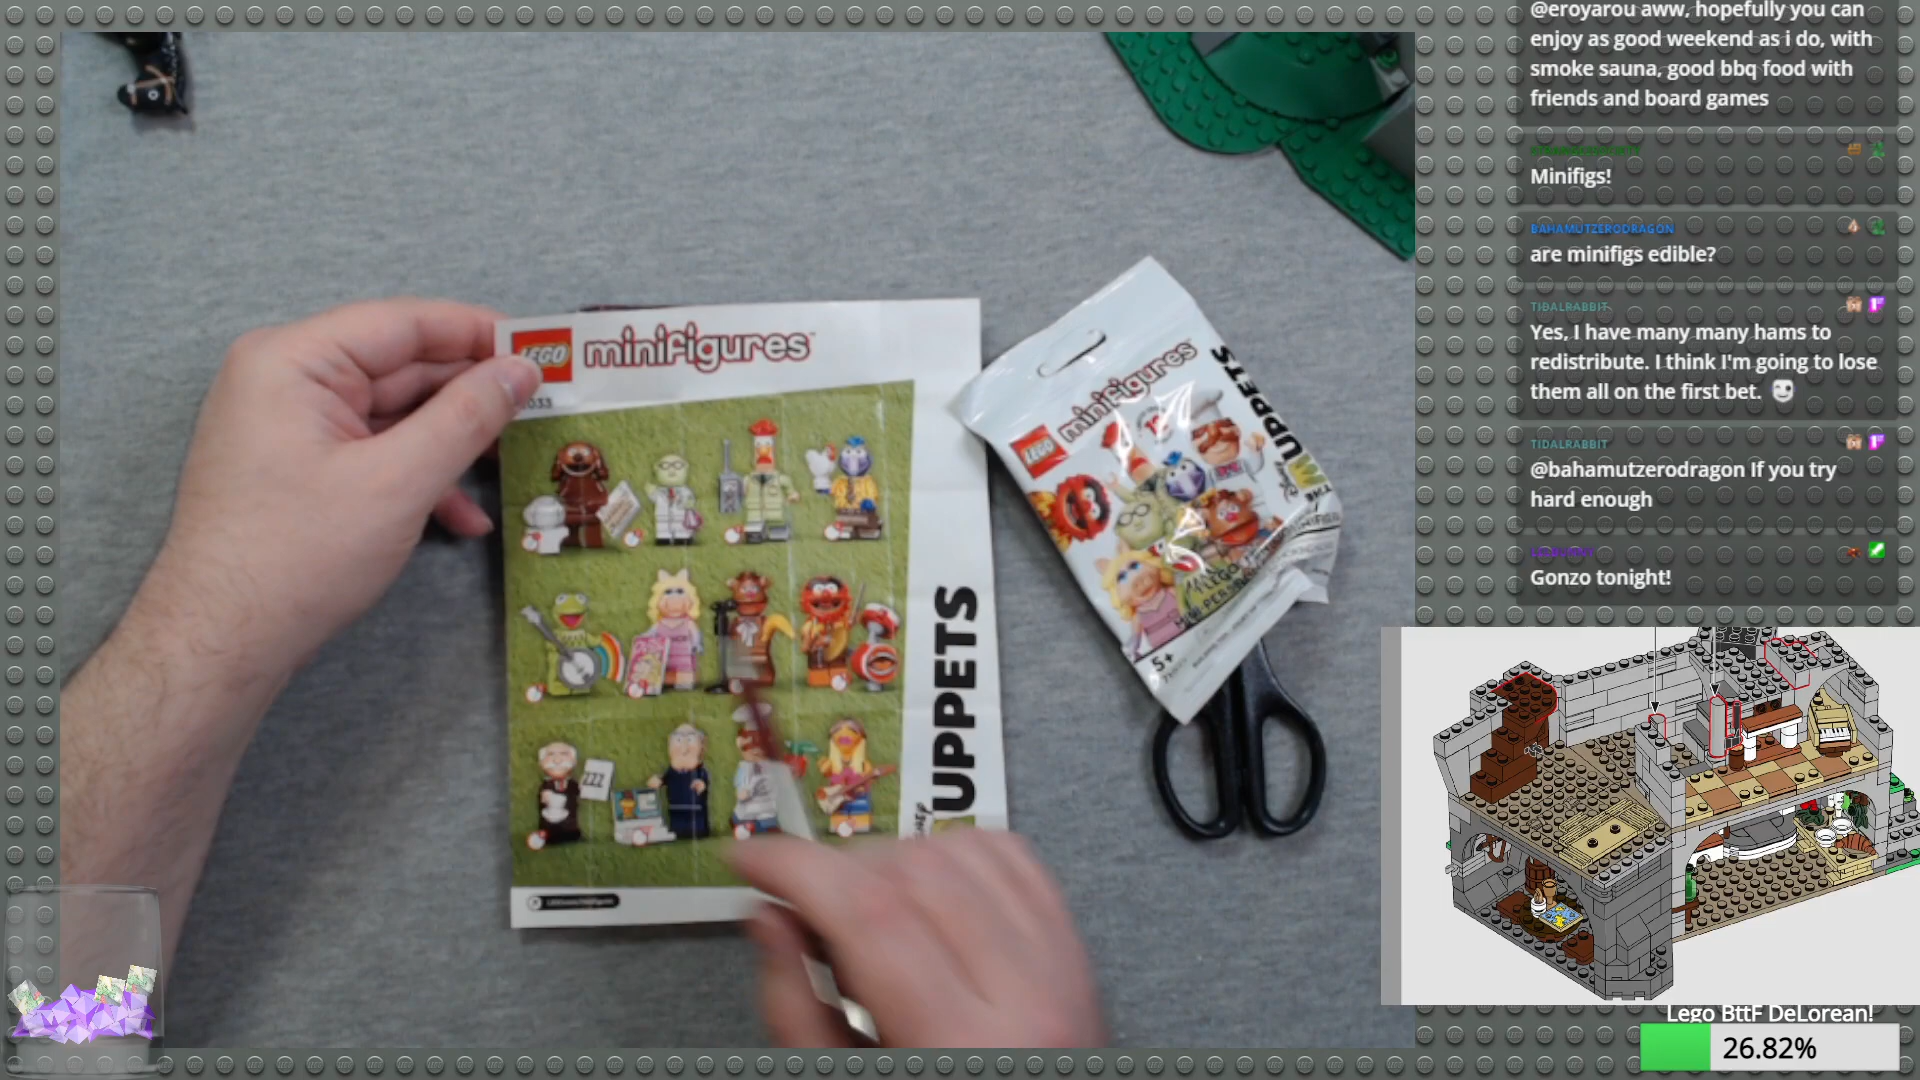 @eroyarou aww, hopefully you can
enjoy as good weekend as i do, with
smoke sauna, good bbq food with
friends and board games
Minifigs!
BAHAMUTZERODRAGON
are minifigs edible?
TIDALRABBIT
Yes, I have many many hams to
redistribute. I think I'm going to lose
them all on the first bet.
TIDALRABBIT
@bahamutzerodragon If you try
hard enough
Gonzo tonight!
LEGO minifigures
033
UPPETS
ZZZ
LEGO minifigures
UPPETS
5+
Lego BttF DeLorean!
26.82%